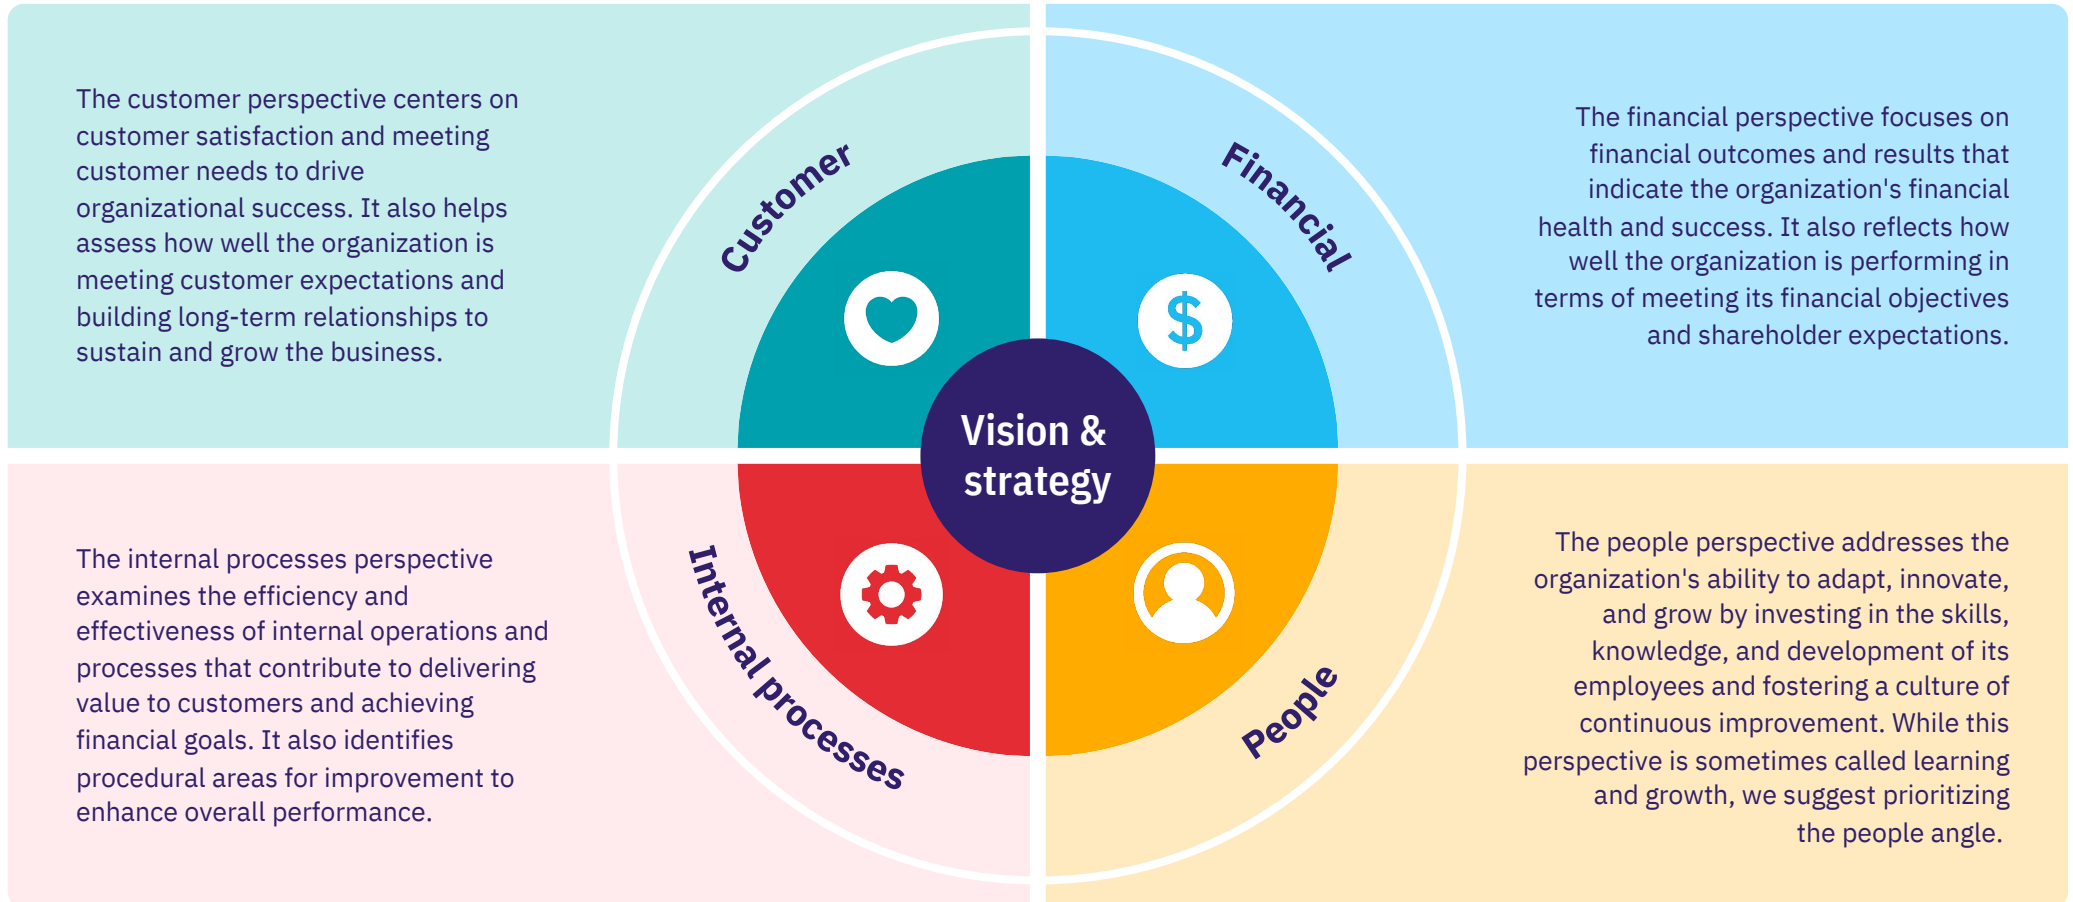 The customer perspective centers on
customer satisfaction and meeting
customer needs to drive
organizational success. It also helps
assess how well the organization is
meeting customer expectations and
building long-term relationships to
sustain and grow the business.
Customer
Financial
The financial perspective focuses on
financial outcomes and results that
indicate the organization's financial
health and success. It also reflects how
well the organization is performing in
terms of meeting its financial objectives
and shareholder expectations.
$
Vision &
strategy
The internal processes perspective
examines the efficiency and
effectiveness of internal operations and
processes that contribute to delivering
value to customers and achieving
financial goals. It also identifies
procedural areas for improvement to
enhance overall performance.
Internal processes
People
The people perspective addresses the
organization's ability to adapt, innovate,
and grow by investing in the skills,
knowledge, and development of its
employees and fostering a culture of
continuous improvement. While this
perspective is sometimes called learning
and growth, we suggest prioritizing
the people angle.